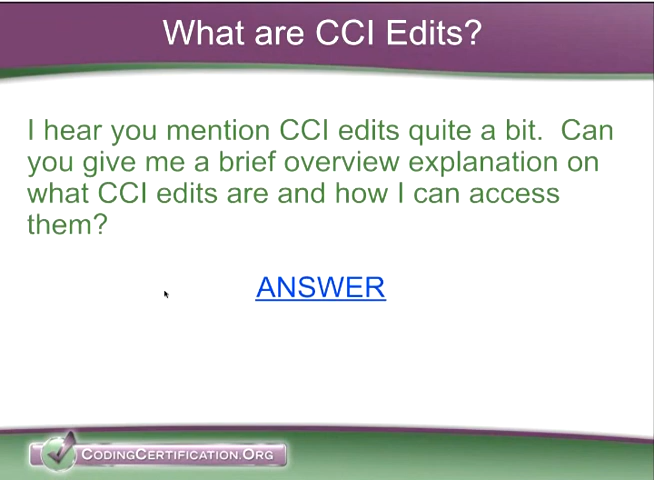 What are CCI Edits?
I hear you mention CCI edits quite a bit.  Can
you give me a brief overview explanation on
what CCI edits are and how I can access
them?
ANSWER
CodingCertification.Org